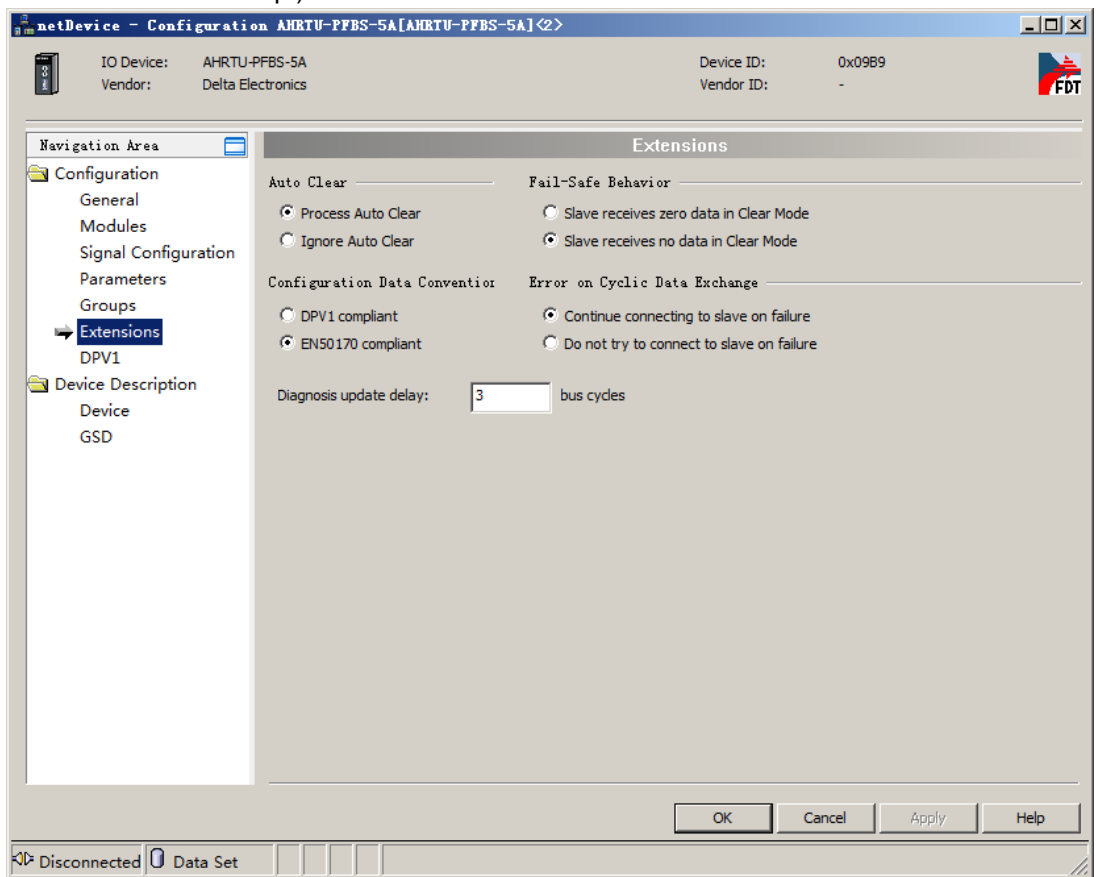 netDevice - Configuration AHRTU-PFBS-5A[AHRTU-PFBS-5A]<2>
IO Device: AHRTU-PFBS-5A Device ID: 0x09B9
Vendor: Delta Electronics Vendor ID: -
FDT
Navigation Area
Extensions
Configuration
General
Modules
Signal Configuration
Parameters
Groups
Extensions
DPV1
Device Description
Device
GSD
Auto Clear Fail-Safe Behavior
Process Auto Clear Slave receives zero data in Clear Mode
Ignore Auto Clear Slave receives no data in Clear Mode
Configuration Data Convention Error on Cyclic Data Exchange
DPV1 compliant Continue connecting to slave on failure
EN50170 compliant Do not try to connect to slave on failure
Diagnosis update delay: 3 bus cycles
OK Cancel Apply Help
Disconnected Data Set